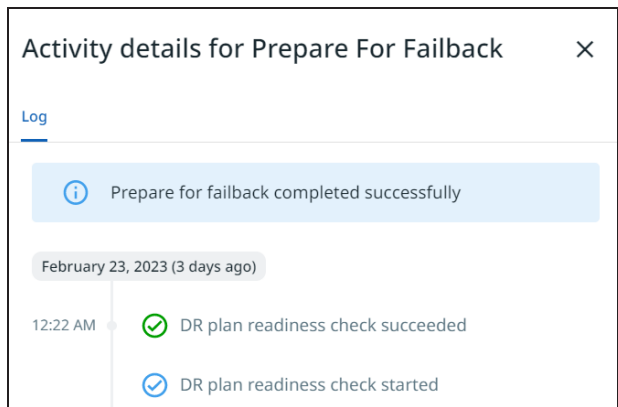 Activity details for Prepare For Failback
Log
Prepare for failback completed successfully
February 23, 2023 (3 days ago)
12:22 AM DR plan readiness check succeeded
DR plan readiness check started